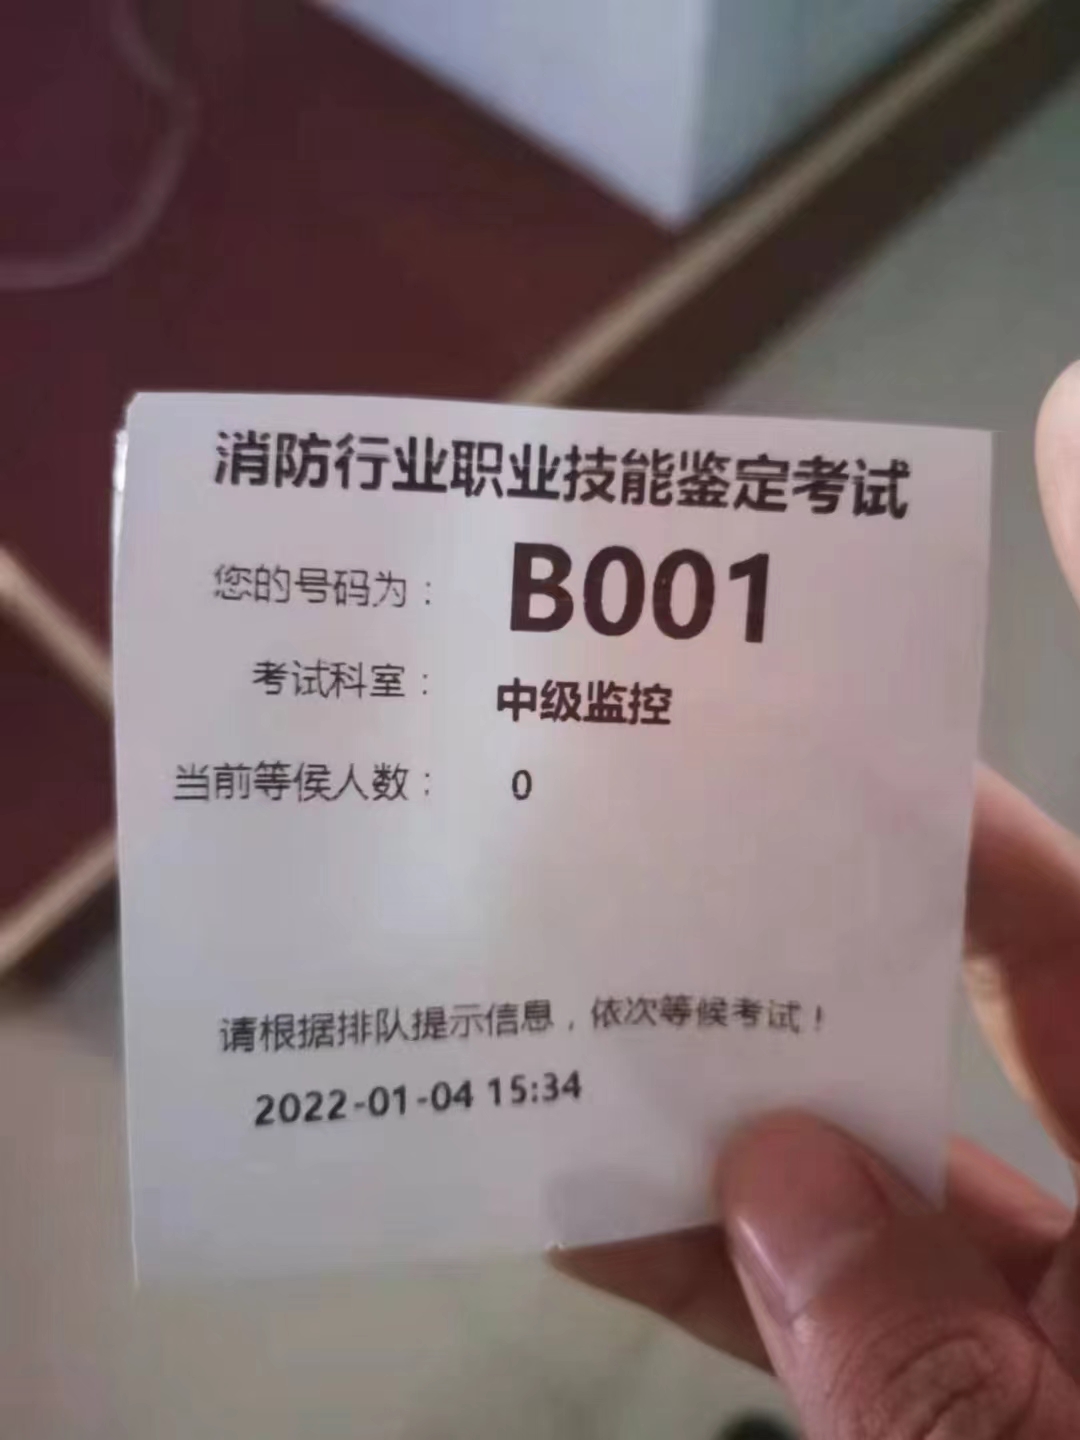 消防行业职业技能鉴定考试
您的号码为： B001
考试科室： 中级监控
当前等侯人数： 0
请根据排队提示信息，依次等候考试！
2022-01-04 15:34